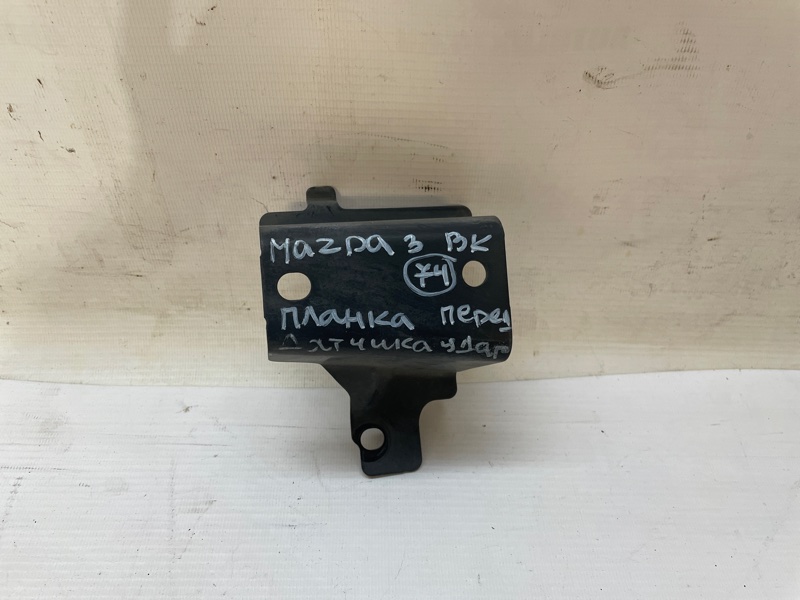 Mazda 3 BK
74
планка перед
датчика удар